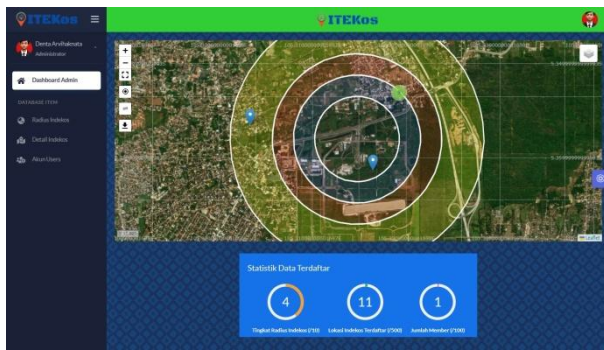 ITEKos
ITEKos
Denta ArviRaknata
Administrator
Dashboard Admin
DATABASE ITEM
Radius Indekos
Detail Indekos
Akun Users
Leaflet
Statistik Data Terdaftar
4
11
1
Tingkat Radius Indekos (/10)
Lokasi Indekos Terdaftar (/500)
Jumlah Member (/100)